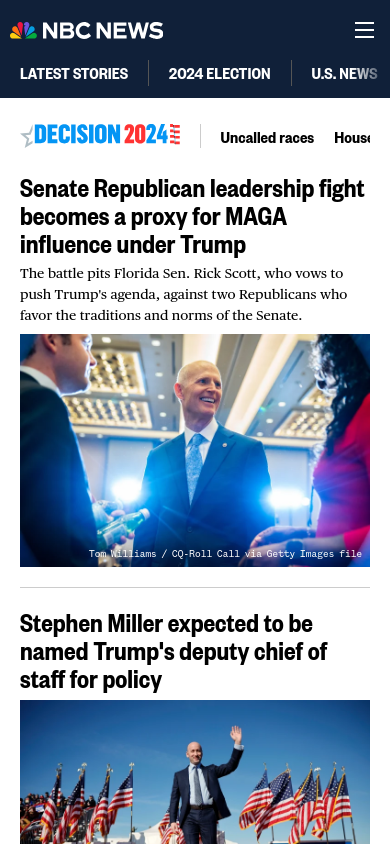 NBC NEWS
LATEST STORIES
2024 ELECTION
U.S. NEWS
DECISION 2024
Uncalled races
House
Senate Republican leadership fight
becomes a proxy for MAGA
influence under Trump
The battle pits Florida Sen. Rick Scott, who vows to
push Trump's agenda, against two Republicans who
favor the traditions and norms of the Senate.
Tom Williams / CQ-Roll Call via Getty Images file
Stephen Miller expected to be
named Trump's deputy chief of
staff for policy